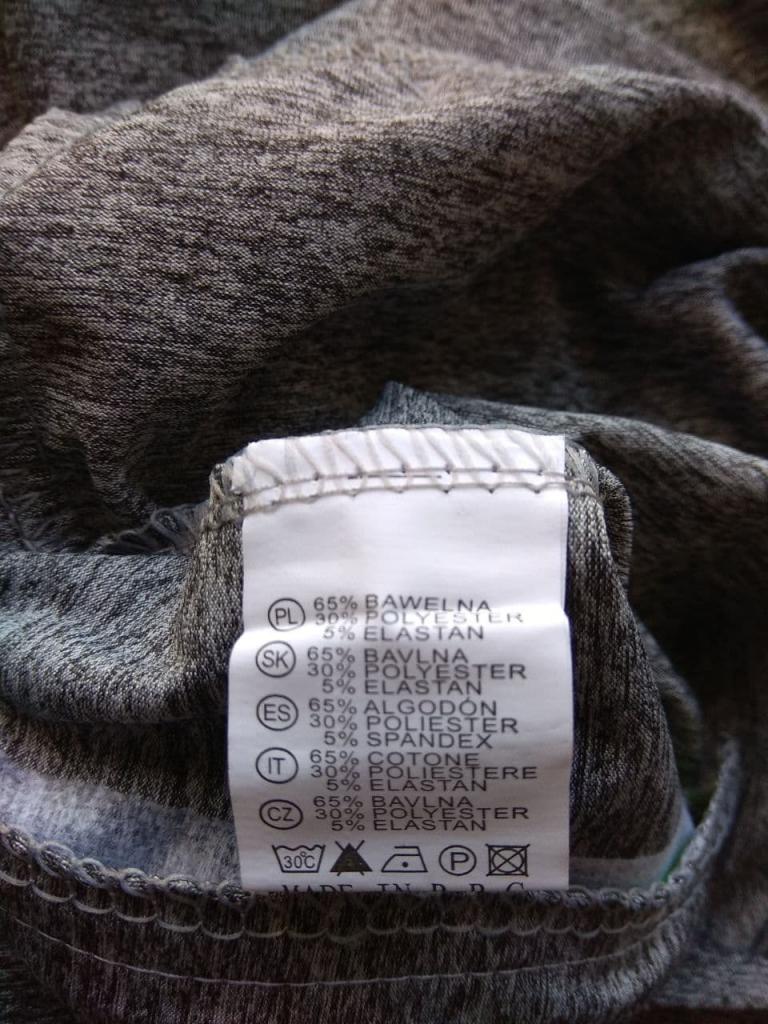 PL 65% BAWEŁNA
30% POLYESTER
5% ELASTAN
SK 65% BAVLNA
30% POLYESTER
5% ELASTAN
ES 65% ALGODÓN
30% POLIESTER
5% SPANDEX
IT 65% COTONE
30% POLIESTERE
5% ELASTAN
CZ 65% BAVLNA
30% POLYESTER
5% ELASTAN
30°C P
MADE IN P.R.C